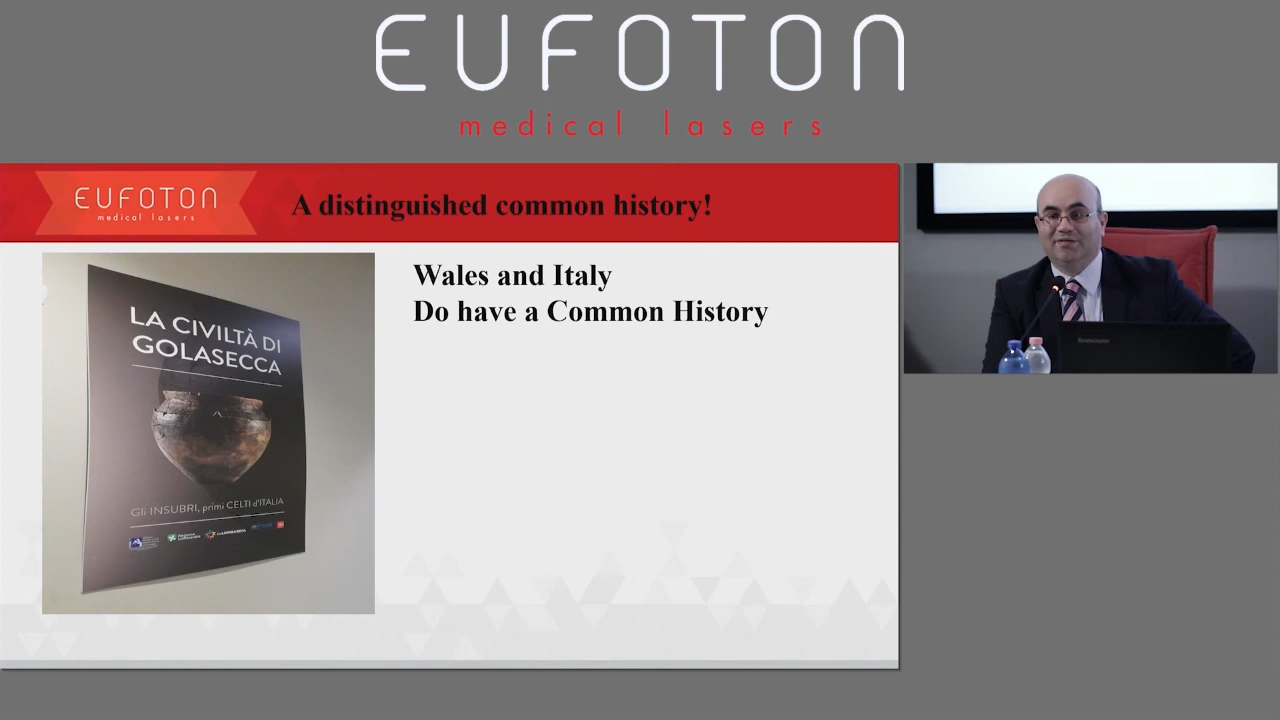 EUFOTON
medical lasers
EUFOTON
medical lasers
A distinguished common history!
Wales and Italy
Do have a Common History
LA CIVILTÀ DI
GOLASECCA
Gli INSUBRI, primi CELTI d'ITALIA
lenovo